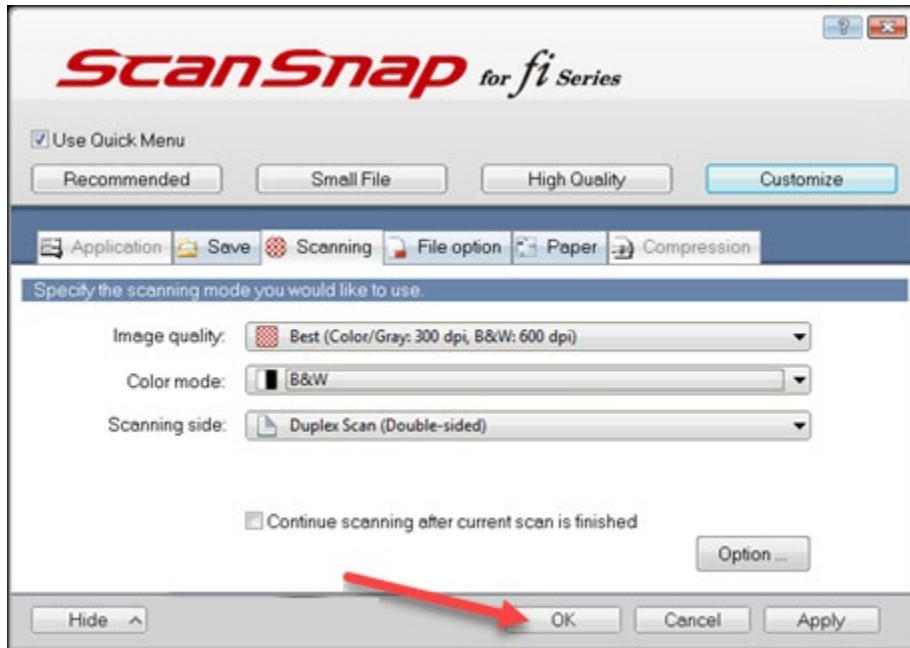 ScanSnap for fi Series
Use Quick Menu
Recommended Small File High Quality Customize
Application Save Scanning File option Paper Compression
Specify the scanning mode you would like to use.
Image quality: Best (Color/Gray: 300 dpi, B&W: 600 dpi)
Color mode: B&W
Scanning side: Duplex Scan (Double-sided)
Continue scanning after current scan is finished
Option ...
Hide OK Cancel Apply